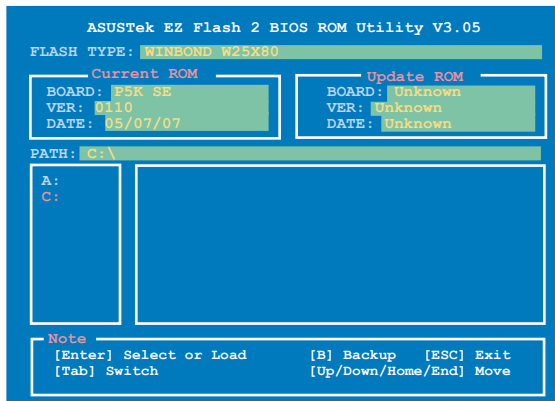 ASUSTek EZ Flash 2 BIOS ROM Utility V3.05
FLASH TYPE: WINBOND W25X80
Current ROM
BOARD: P5K SE
VER: 0110
DATE: 05/07/07
Update ROM
BOARD: Unknown
VER: Unknown
DATE: Unknown
PATH: C:\
A:
C:
Note
[Enter] Select or Load [B] Backup [ESC] Exit
[Tab] Switch [Up/Down/Home/End] Move